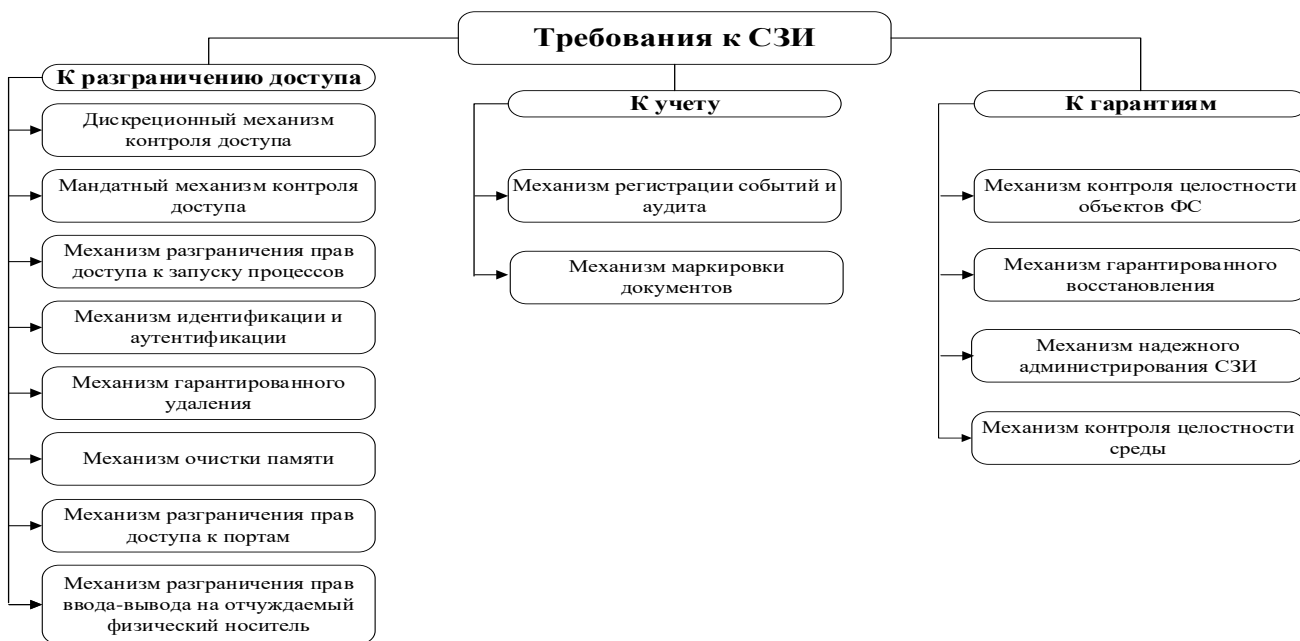 Требования к СЗИ
К разграничению доступа
Дискреционный механизм
контроля доступа
Мандатный механизм контроля
доступа
Механизм разграничения прав
доступа к запуску процессов
Механизм идентификации и
аутентификации
Механизм гарантированного
удаления
Механизм очистки памяти
Механизм разграничения прав
доступа к портам
Механизм разграничения прав
ввода-вывода на отчуждаемый
физический носитель
К учету
Механизм регистрации событий и
аудита
Механизм маркировки
документов
К гарантиям
Механизм контроля целостности
объектов ФС
Механизм гарантированного
восстановления
Механизм надежного
администрирования СЗИ
Механизм контроля целостности
среды